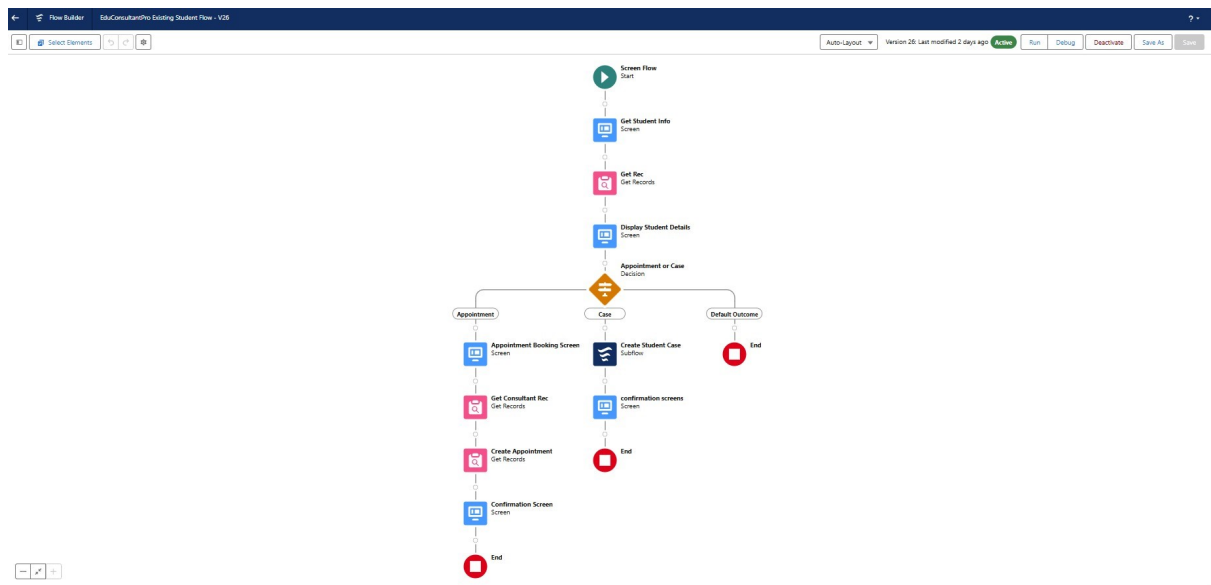 Flow Builder
EduConsultantPro Existing Student Flow - V26
?
Select Elements
Auto-Layout
Version 26: Last modified 2 days ago
Active
Run
Debug
Deactivate
Save As
Save
Screen Flow
Start
Get Student Info
Screen
Get Rec
Get Records
Display Student Details
Screen
Appointment or Case
Decision
Appointment
Case
Default Outcome
Appointment Booking Screen
Screen
Create Student Case
Subflow
End
Get Consultant Rec
Get Records
confirmation screens
Screen
Create Appointment
Get Records
End
Confirmation Screen
Screen
End